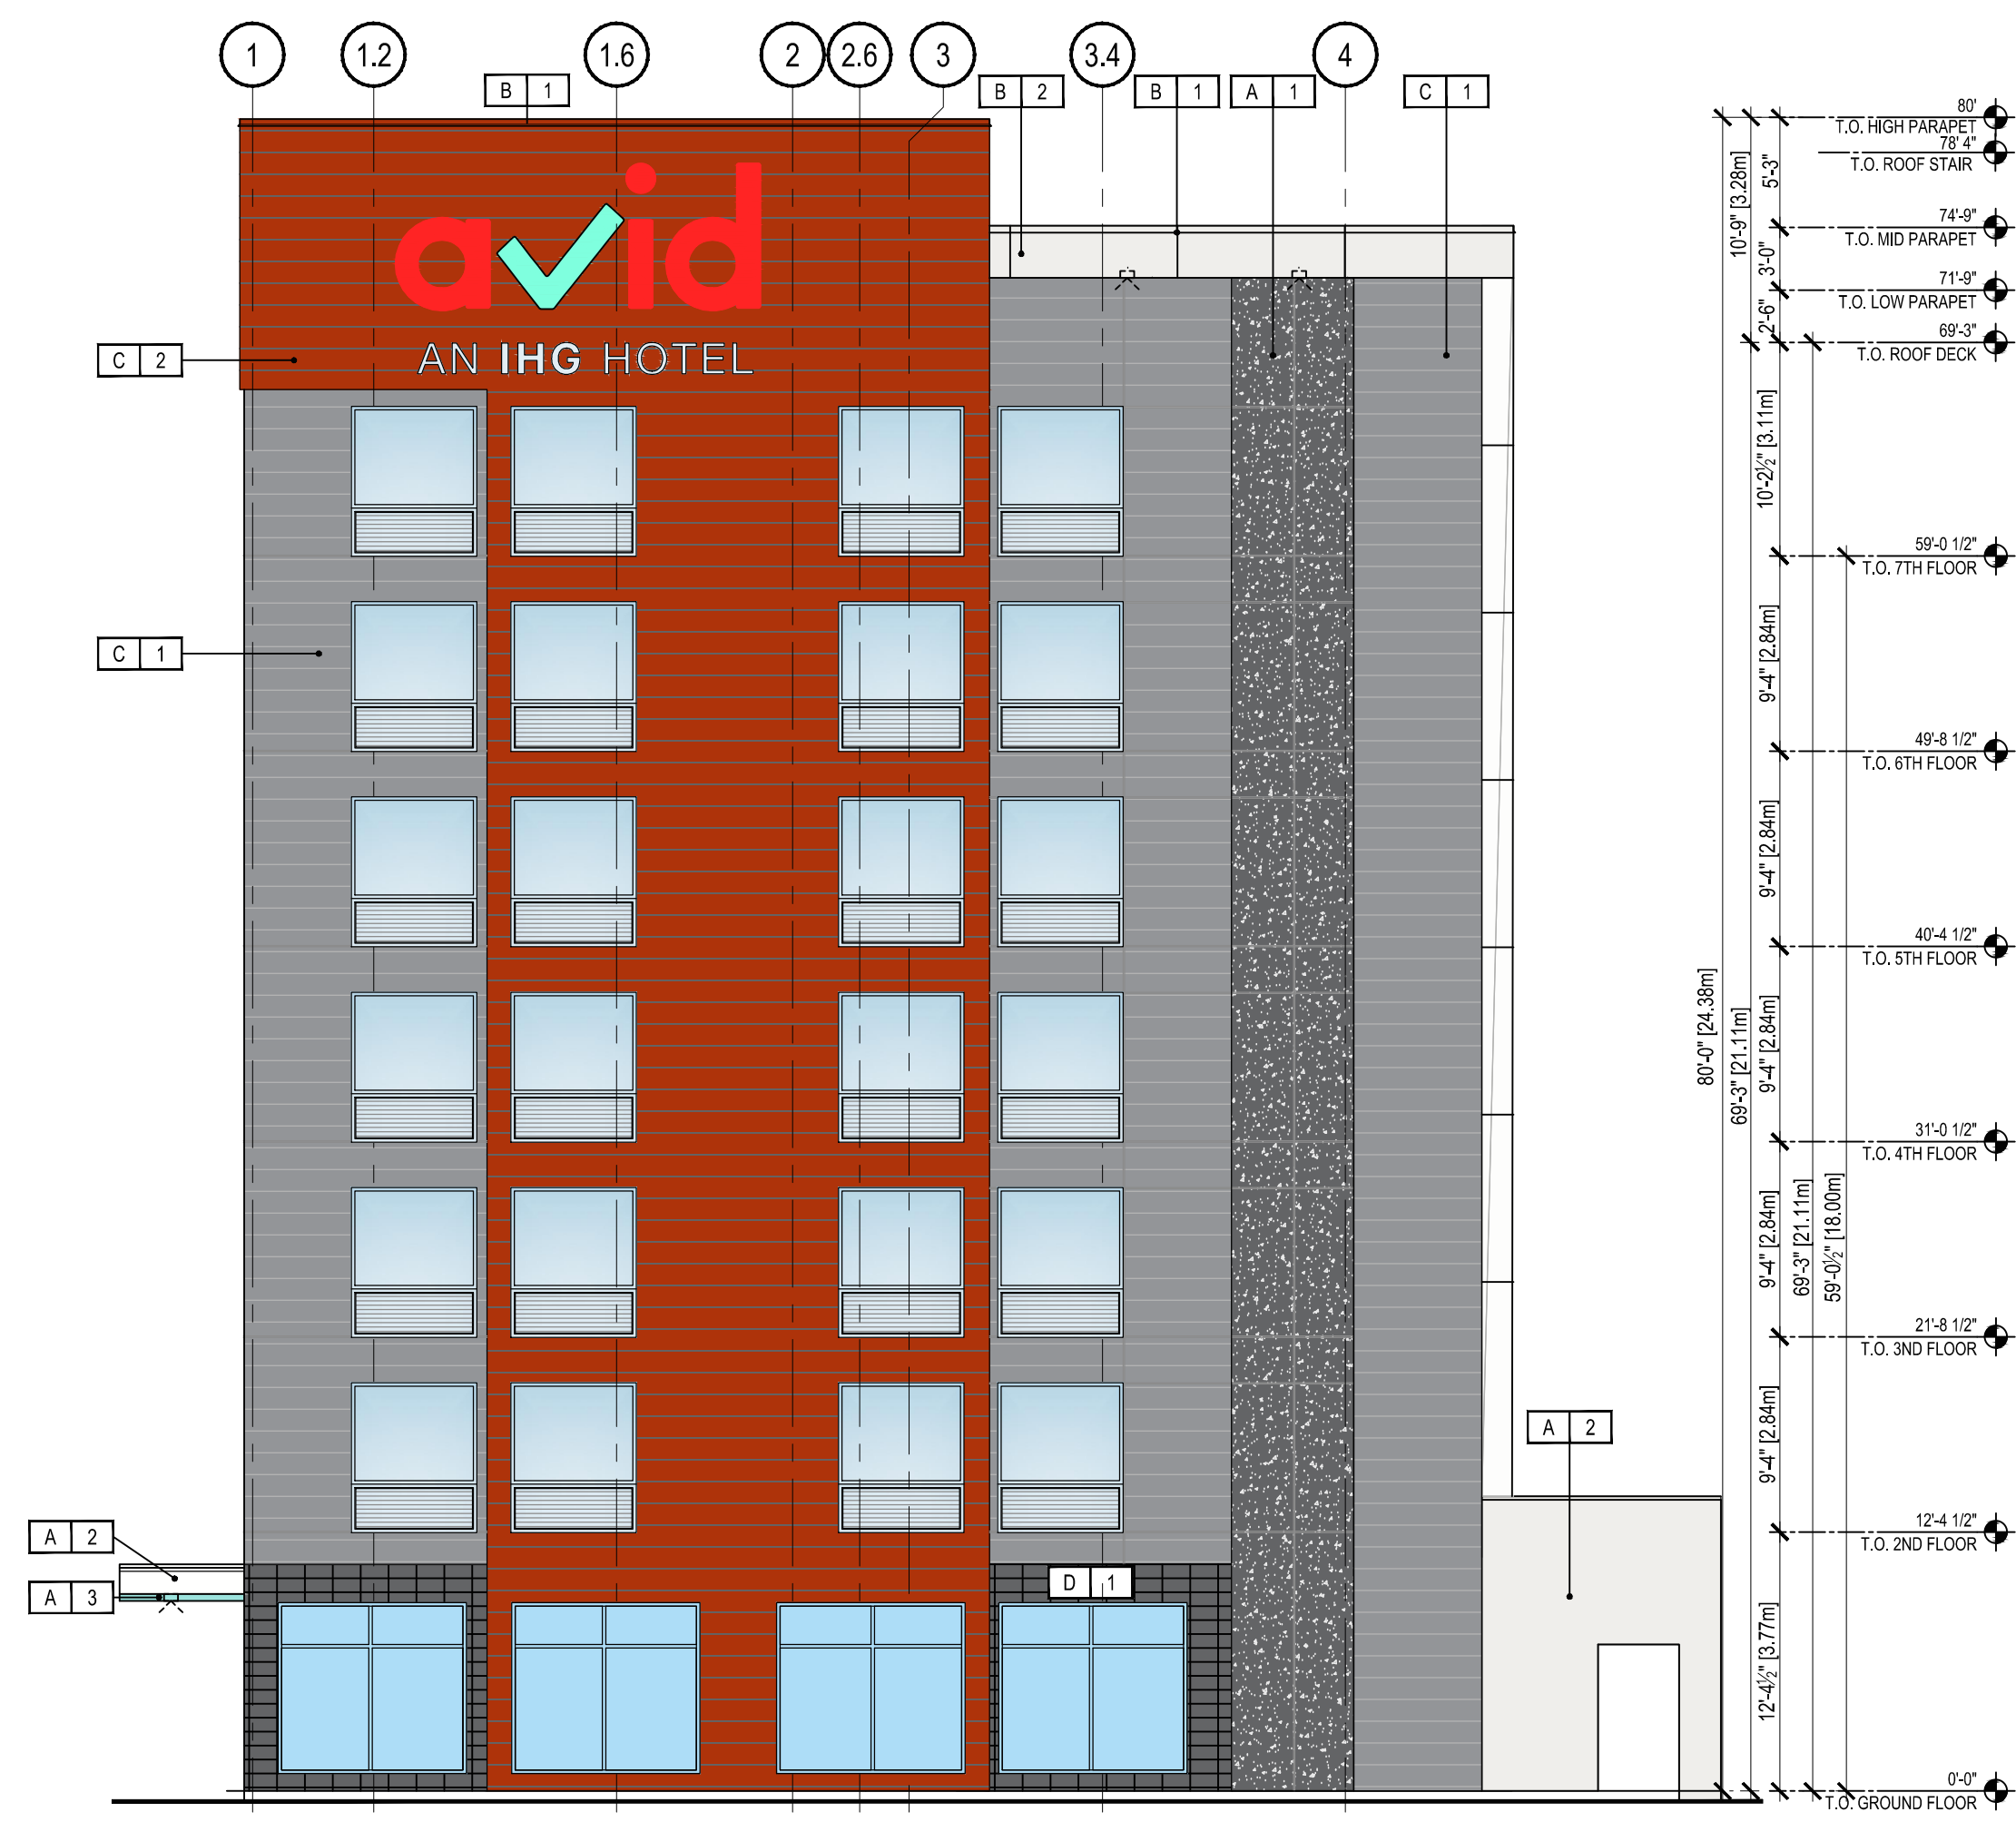 1 1.2 1.6 2 2.6 3 3.4 4
B 1
B 2
B 1
A 1
C 1
avid
AN IHG HOTEL
C 2
C 1
A 2
A 3
D 1
A 2
80'-0" [24.38m]
10'-9" [3.28m]
69'-3" [21.11m]
5'-3"
3'-0"
2'-6"
10'-2½" [3.11m]
9'-4" [2.84m]
9'-4" [2.84m]
9'-4" [2.84m]
9'-4" [2.84m]
9'-4" [2.84m]
12'-4½" [3.77m]
69'-3" [21.11m]
59'-0½" [18.00m]
80'
T.O. HIGH PARAPET
78' 4"
T.O. ROOF STAIR
74'-9"
T.O. MID PARAPET
71'-9"
T.O. LOW PARAPET
69'-3"
T.O. ROOF DECK
59'-0 1/2"
T.O. 7TH FLOOR
49'-8 1/2"
T.O. 6TH FLOOR
40'-4 1/2"
T.O. 5TH FLOOR
31'-0 1/2"
T.O. 4TH FLOOR
21'-8 1/2"
T.O. 3ND FLOOR
12'-4 1/2"
T.O. 2ND FLOOR
0'-0"
T.O. GROUND FLOOR